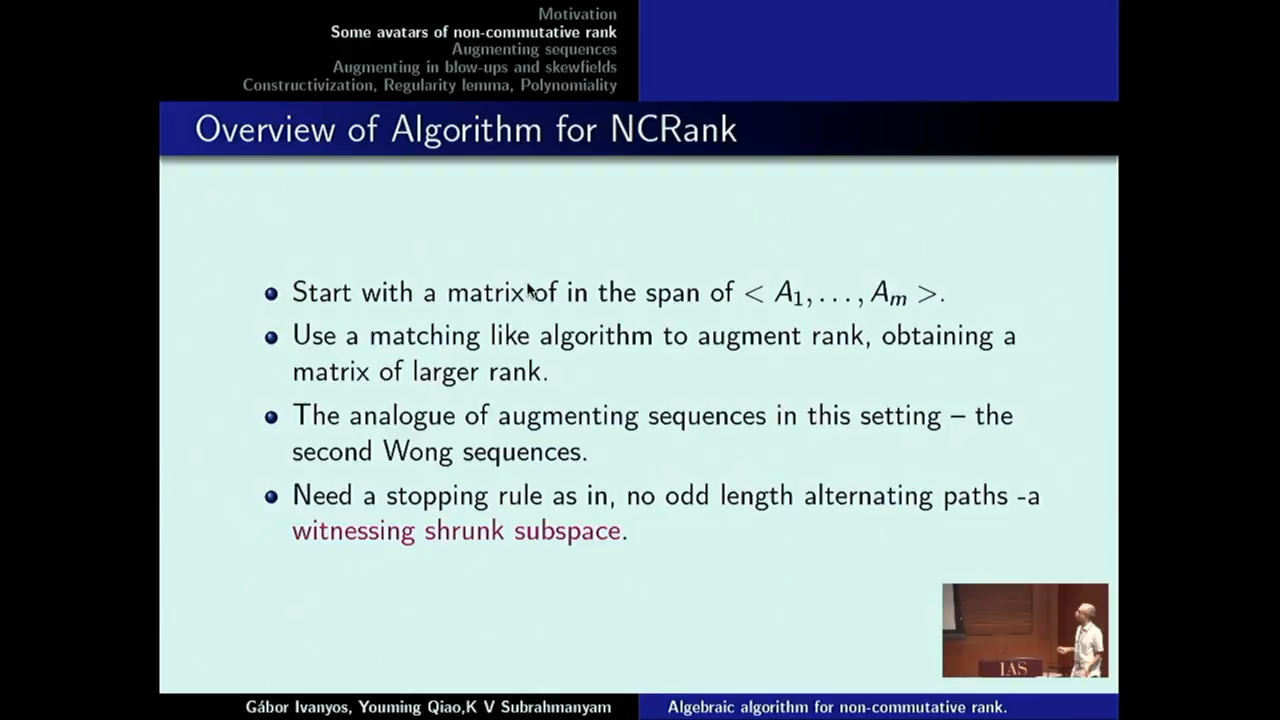 Motivation
Some avatars of non-commutative rank
Augmenting sequences
Augmenting in blow-ups and skewfields
Constructivization, Regularity lemma, Polynomiality
Overview of Algorithm for NCRank
Start with a matrix of in the span of < A₁, . . . , Aₘ >.
Use a matching like algorithm to augment rank, obtaining a
matrix of larger rank.
The analogue of augmenting sequences in this setting – the
second Wong sequences.
Need a stopping rule as in, no odd length alternating paths -a
witnessing shrunk subspace.
IAS
Gábor Ivanyos, Youming Qiao,K V Subrahmanyam
Algebraic algorithm for non-commutative rank.